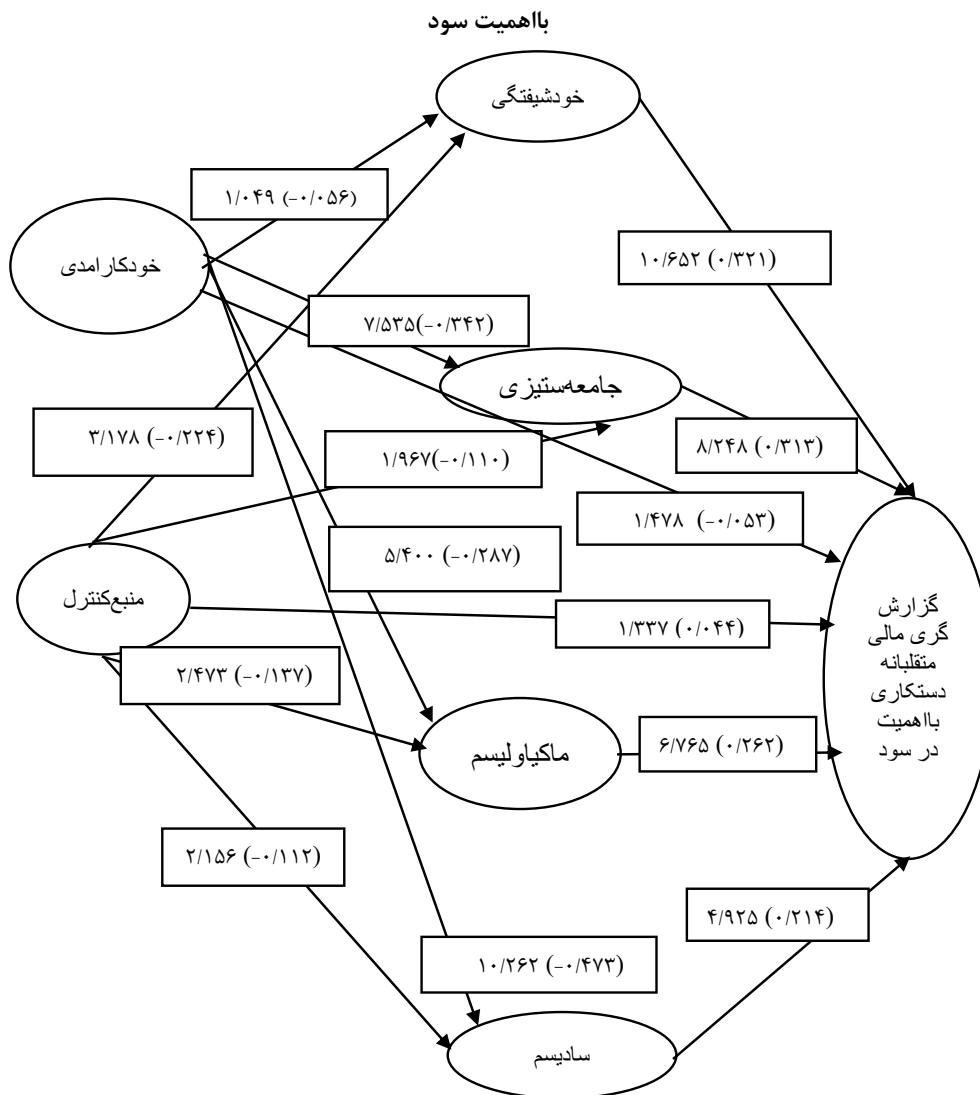 بااهمیت سود
خودشیفتگی
۱/۰۴۹ (-۰/۰۵۶)
خودکارامدی
۱۰/۶۵۲ (۰/۳۲۱)
۷/۵۳۵(-۰/۳۴۲)
جامعه‌ستیزی
۳/۱۷۸ (-۰/۲۲۴)
۱/۹۶۷(-۰/۱۱۰)
۸/۲۴۸ (۰/۳۱۳)
۱/۴۷۸ (-۰/۰۵۳)
۵/۴۰۰ (-۰/۲۸۷)
منبع‌کنترل
۱/۳۳۷ (۰/۰۴۴)
گزارش
گری مالی
متقلبانه
دستکاری
بااهمیت
در سود
۲/۴۷۳ (-۰/۱۳۷)
ماکیاولیسم
۶/۷۶۵ (۰/۲۶۲)
۲/۱۵۶ (-۰/۱۱۲)
۴/۹۲۵ (۰/۲۱۴)
۱۰/۲۶۲ (-۰/۴۷۳)
سادیسم